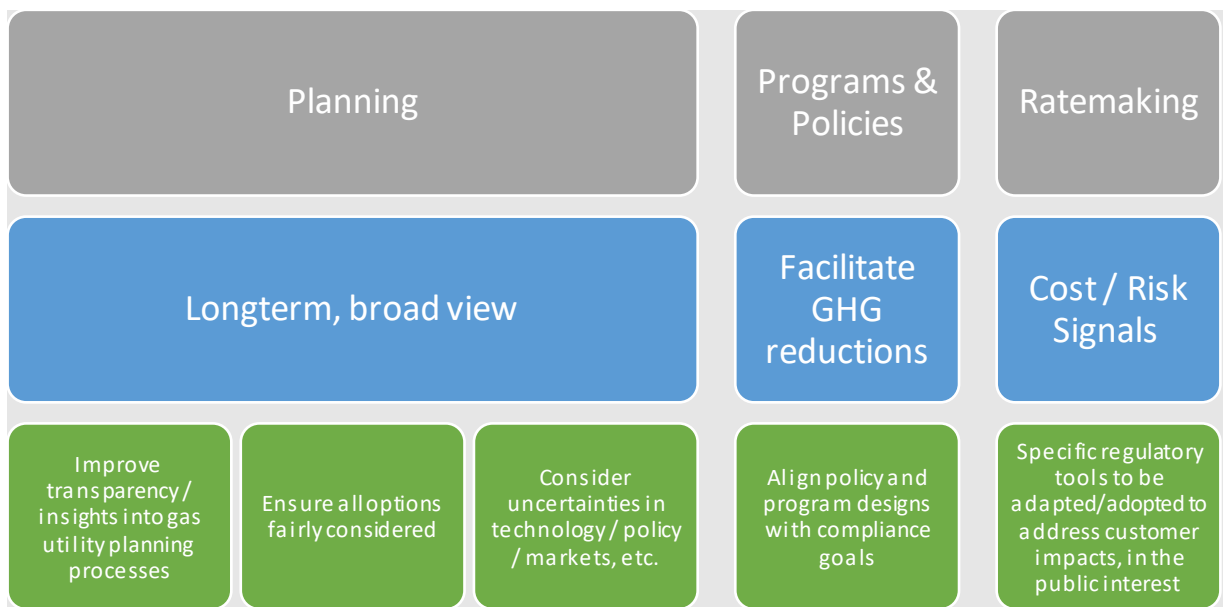 Planning
Programs &
Policies
Ratemaking
Longterm, broad view
Facilitate
GHG
reductions
Cost / Risk
Signals
Improve
transparency /
insights into gas
utility planning
processes
Ensure all options
fairly considered
Consider
uncertainties in
technology / policy
/ markets, etc.
Align policy and
program designs
with compliance
goals
Specific regulatory
tools to be
adapted/adopted to
address customer
impacts, in the
public interest